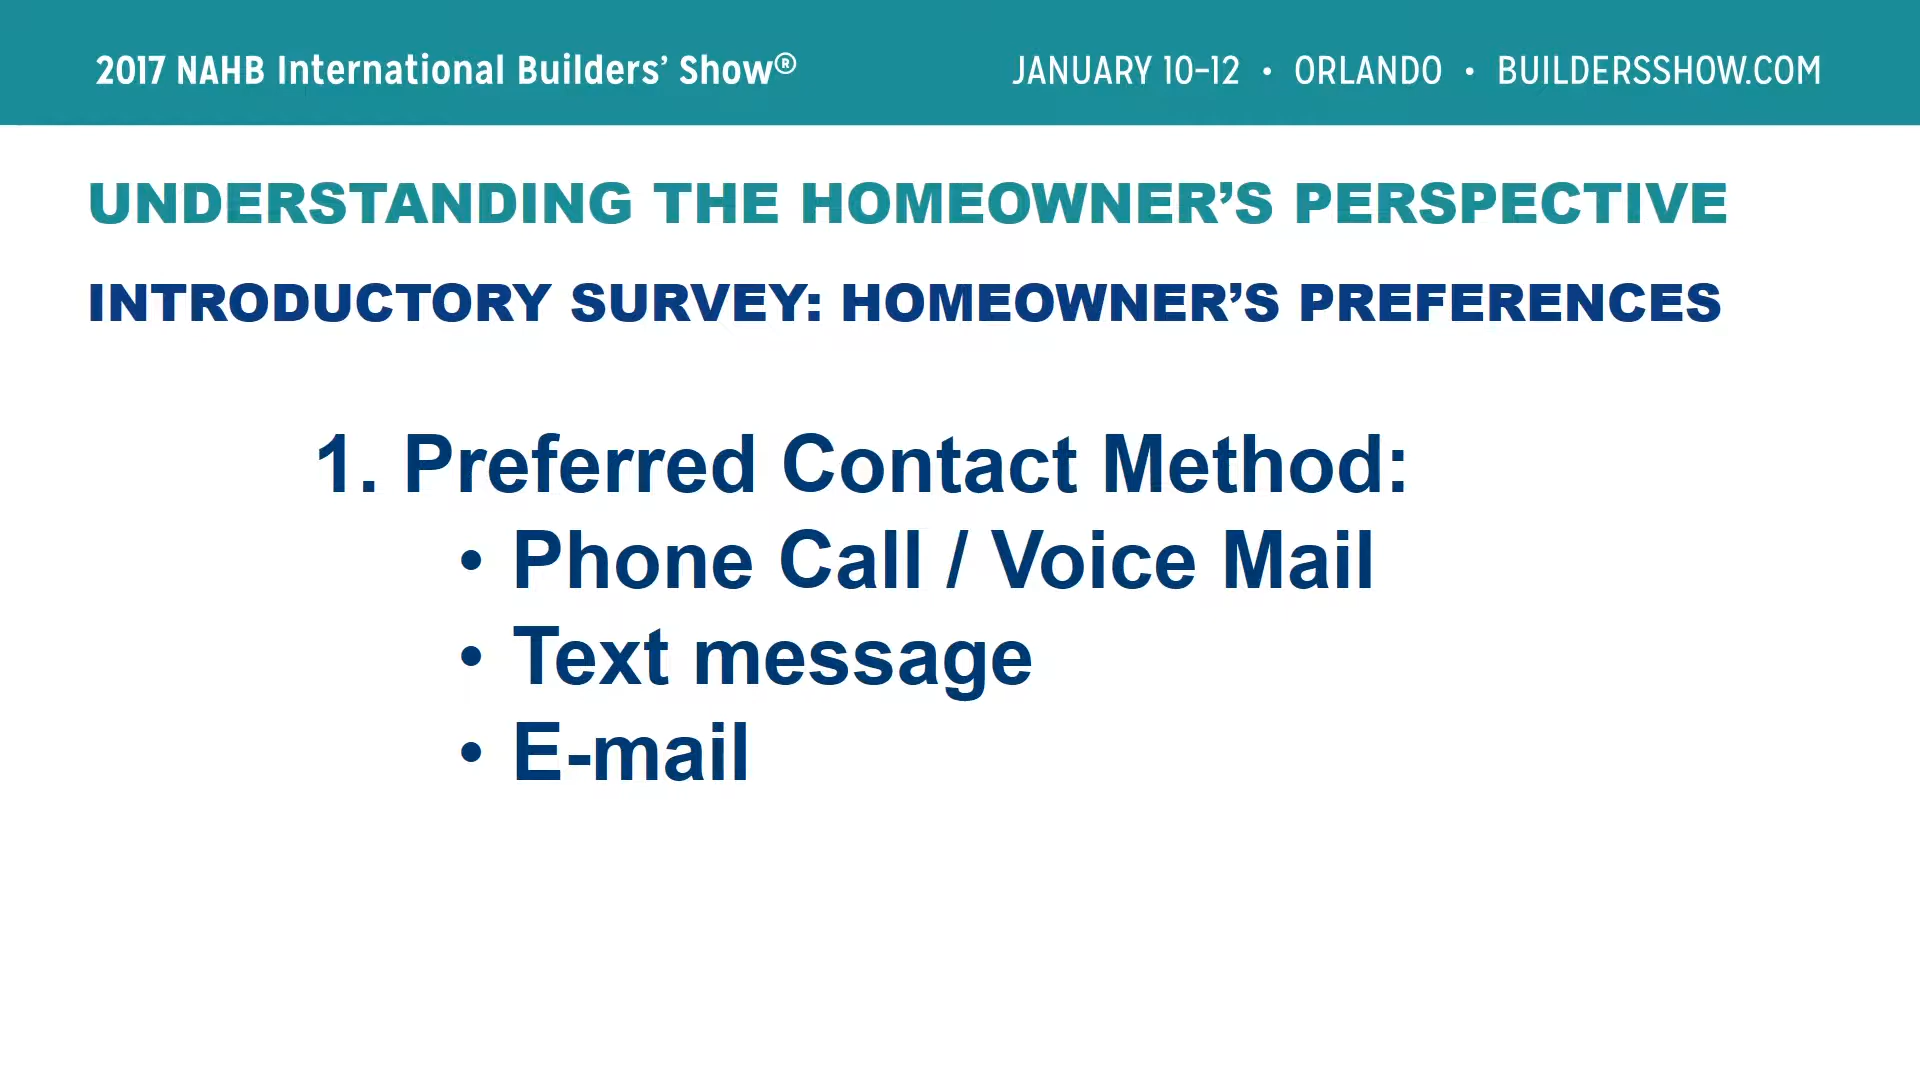 2017 NAHB International Builders’ Show® JANUARY 10–12 • ORLANDO • BUILDERSSHOW.COM
UNDERSTANDING THE HOMEOWNER’S PERSPECTIVE
INTRODUCTORY SURVEY: HOMEOWNER’S PREFERENCES
1. Preferred Contact Method:
• Phone Call / Voice Mail
• Text message
• E-mail